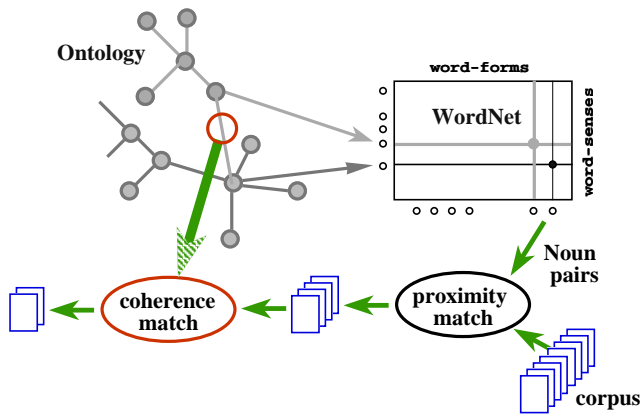 Ontology
word-forms
WordNet
word-senses
Noun
pairs
coherence
match
proximity
match
corpus